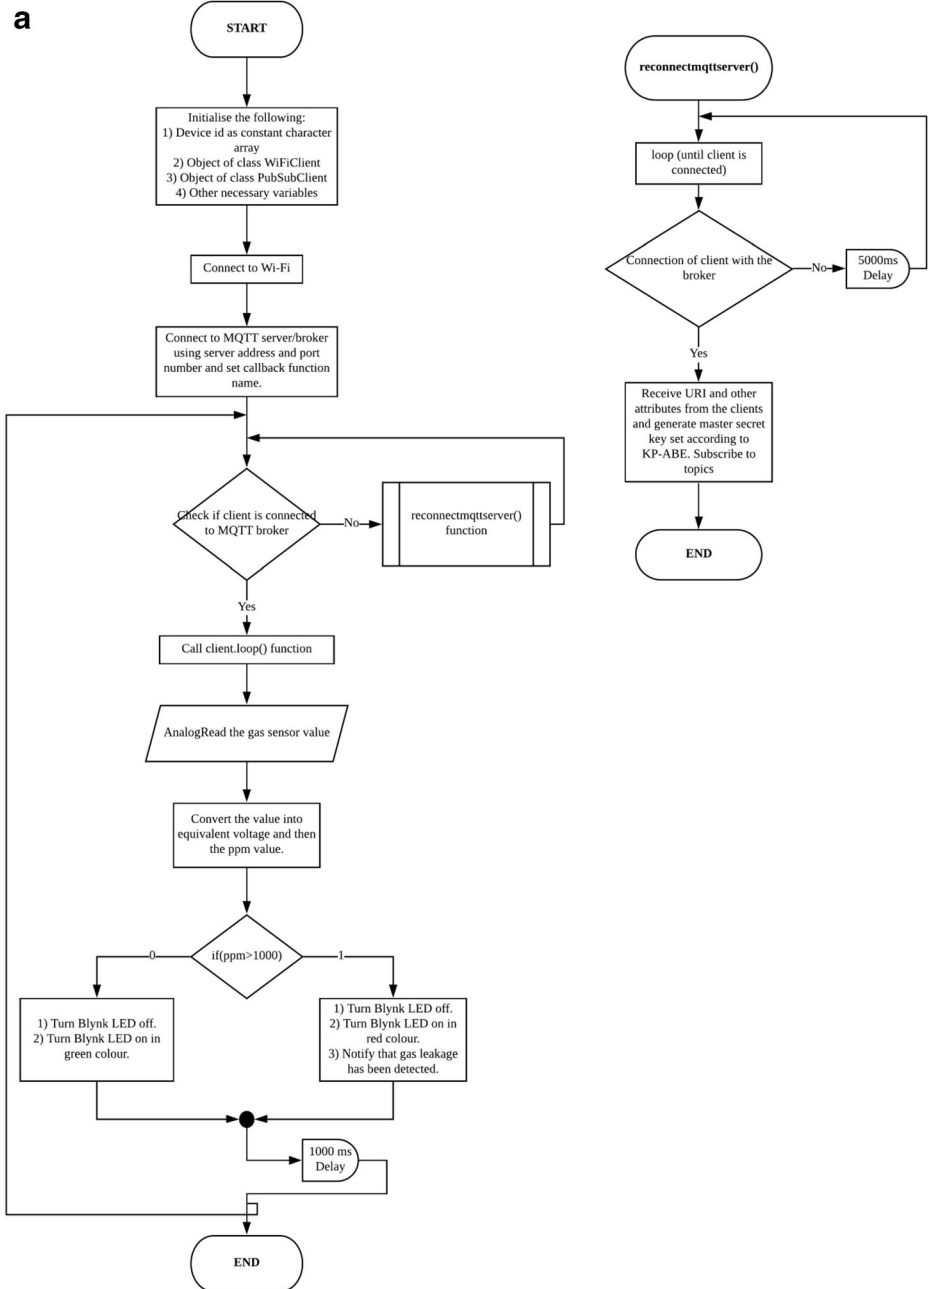 a
START
Initialise the following:
1) Device id as constant character
array
2) Object of class WiFiClient
3) Object of class PubSubClient
4) Other necessary variables
Connect to Wi-Fi
Connect to MQTT server/broker
using server address and port
number and set callback function
name.
Check if client is connected
to MQTT broker
No
reconnectmqttserver()
function
Yes
Call client.loop() function
AnalogRead the gas sensor value
Convert the value into
equivalent voltage and then
the ppm value.
if(ppm>1000)
0
1
1) Turn Blynk LED off.
2) Turn Blynk LED on in
green colour.
1) Turn Blynk LED off.
2) Turn Blynk LED on in
red colour.
3) Notify that gas leakage
has been detected.
1000 ms
Delay
END
reconnectmqttserver()
loop (until client is
connected)
Connection of client with the
broker
No
5000ms
Delay
Yes
Receive URI and other
attributes from the clients
and generate master secret
key set according to
KP-ABE. Subscribe to
topics
END